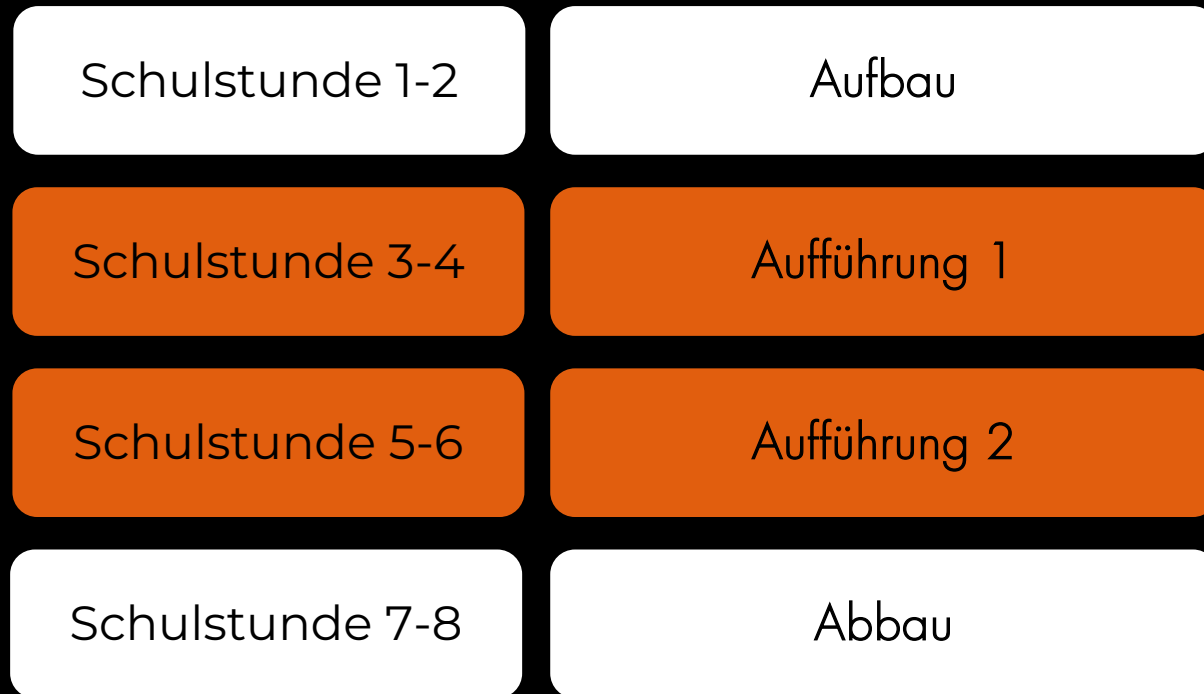 Schulstunde 1-2
Aufbau
Schulstunde 3-4
Aufführung 1
Schulstunde 5-6
Aufführung 2
Schulstunde 7-8
Abbau